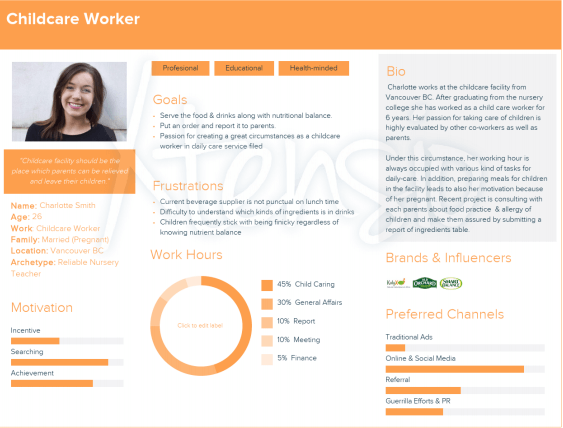 Childcare Worker
"Childcare facility should be the
place which parents can be relieved
and leave their children."
Name: Charlotte Smith
Age: 26
Work: Childcare Worker
Family: Marraid (Pregnant)
Location: Vancouver BC
Archetype: Reliable Nursery
Teacher
Motivation
Incentive
Searching
Achievement
Profesional
Educational
Health-minded
Goals
- Serve the food & drinks along with nutritional balance.
- Put an order and report it to parents.
- Passion for creating a great circumstances as a childcare
worker in daily care service filed
Frustrations
- Current beverage supplier is not punctual on lunch time
- Difficulty to understand which kinds of ingredients is in drinks
- Children frequently stick with being finicky regardless of
knowing nutrient balance
Work Hours
Click to edit label
45% Child Caring
30% General Affairs
10% Report
10% Meeting
5% Finance
Bio
Charlotte works at the childcare facility from
Vancouver BC. After graduating from the nursery
college she has worked as a child care worker for
6 years. Her passion for taking care of children is
highly evaluated by other co-workers as well as
parents.
Under this circumstance, her working hour is
always occupied with various kind of tasks for
daily-care. In addition, preparing meals for children
in the facility leads to also her motivation because
of her pregnant. Recent project is consulting with
each parents about food practice & allergy of
children and make them assured by submitting a
report of ingredients table.
Brands & Influencers
ORCHARD
SMART
BALANCE
Preferred Channels
Traditional Ads
Online & Social Media
Referral
Guerrilla Efforts & PR